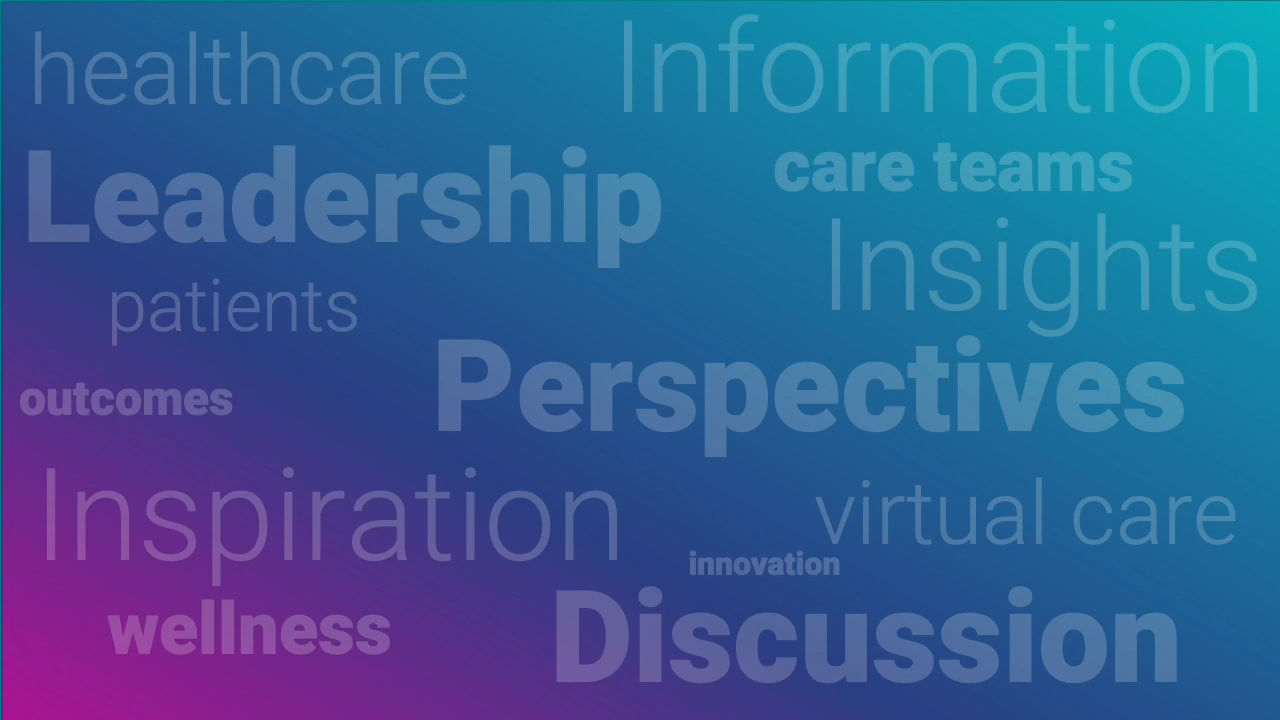 healthcare
Information
Leadership
care teams
Insights
patients
Perspectives
outcomes
Inspiration
virtual care
innovation
wellness
Discussion